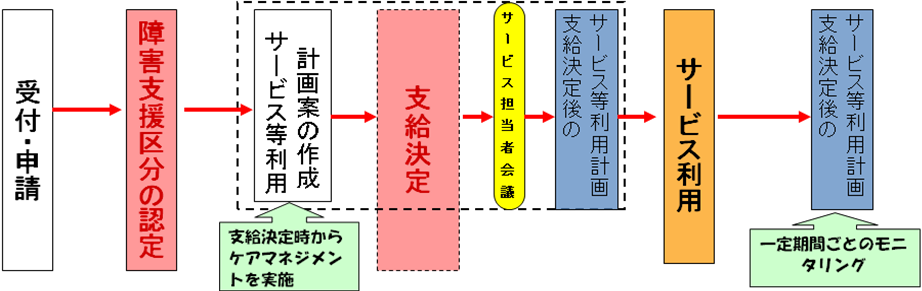 受付・申請
障害支援区分の認定
サービス等利用
計画案の作成
支給決定時から
ケアマネジメン
トを実施
支給決定
サービス担当者会議
支給決定後の
サービス等利用計画
サービス利用
支給決定後の
サービス等利用計画
一定期間ごとのモニ
タリング